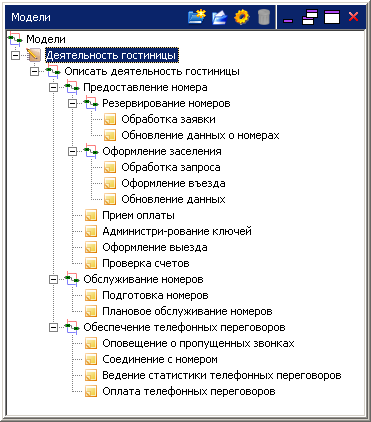 Модели
Модели
Деятельность гостиницы
Описать деятельность гостиницы
Предоставление номера
Резервирование номеров
Обработка заявки
Обновление данных о номерах
Оформление заселения
Обработка запроса
Оформление въезда
Обновление данных
Прием оплаты
Администри-рование ключей
Оформление выезда
Проверка счетов
Обслуживание номеров
Подготовка номеров
Плановое обслуживание номеров
Обеспечение телефонных переговоров
Оповещение о пропущенных звонках
Соединение с номером
Ведение статистики телефонных переговоров
Оплата телефонных переговоров